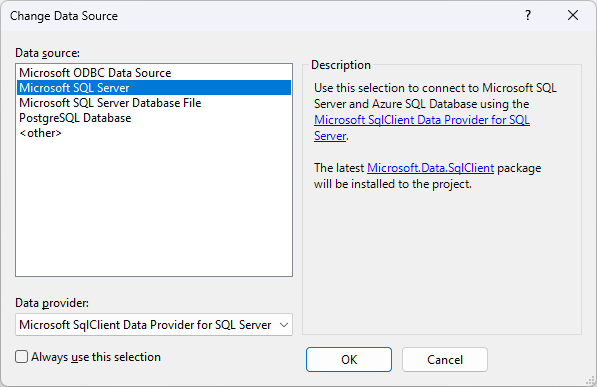 Change Data Source
?
Data source:
Microsoft ODBC Data Source
Microsoft SQL Server
Microsoft SQL Server Database File
PostgreSQL Database
<other>
Description
Use this selection to connect to Microsoft SQL
Server and Azure SQL Database using the
Microsoft SqlClient Data Provider for SQL
Server.
The latest Microsoft.Data.SqlClient package
will be installed to the project.
Data provider:
Microsoft SqlClient Data Provider for SQL Server
Always use this selection
OK
Cancel